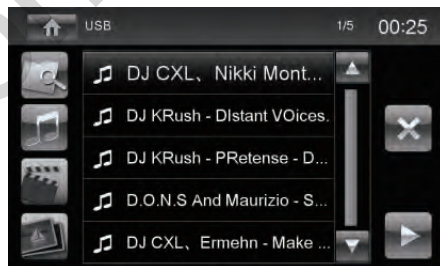 USB 1/5 00:25
DJ CXL、Nikki Mont...
DJ KRush - DIstant VOices.
DJ KRush - PRetense - D...
D.O.N.S And Maurizio - S...
DJ CXL、Ermehn - Make ...